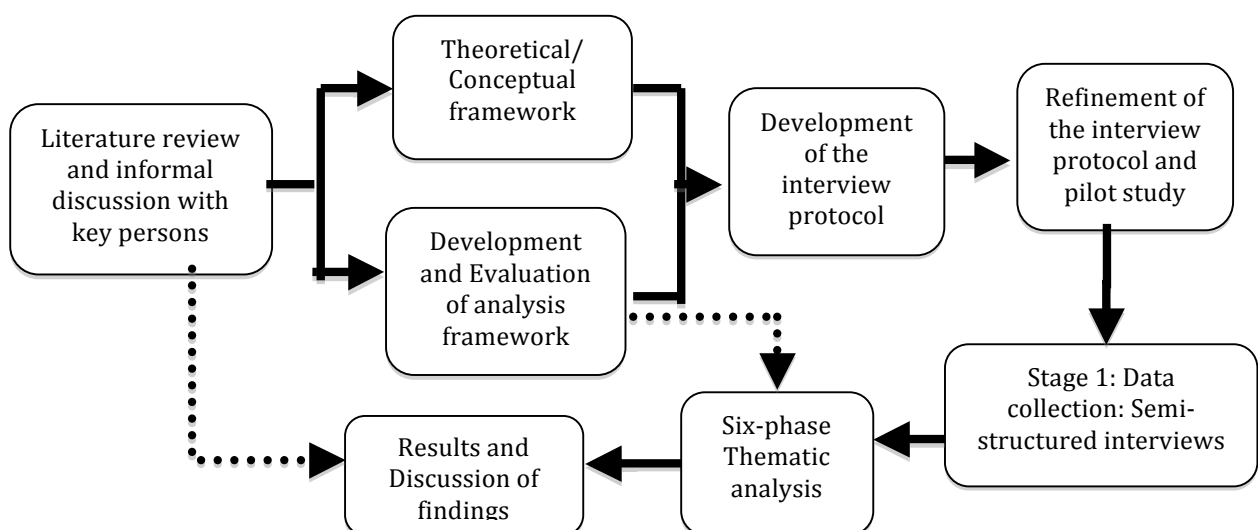 Literature review
and informal
discussion with
key persons
Theoretical/
Conceptual
framework
Development
and Evaluation
of analysis
framework
Development
of the
interview
protocol
Refinement of
the interview
protocol and
pilot study
Stage 1: Data
collection: Semi-
structured interviews
Six-phase
Thematic
analysis
Results and
Discussion of
findings